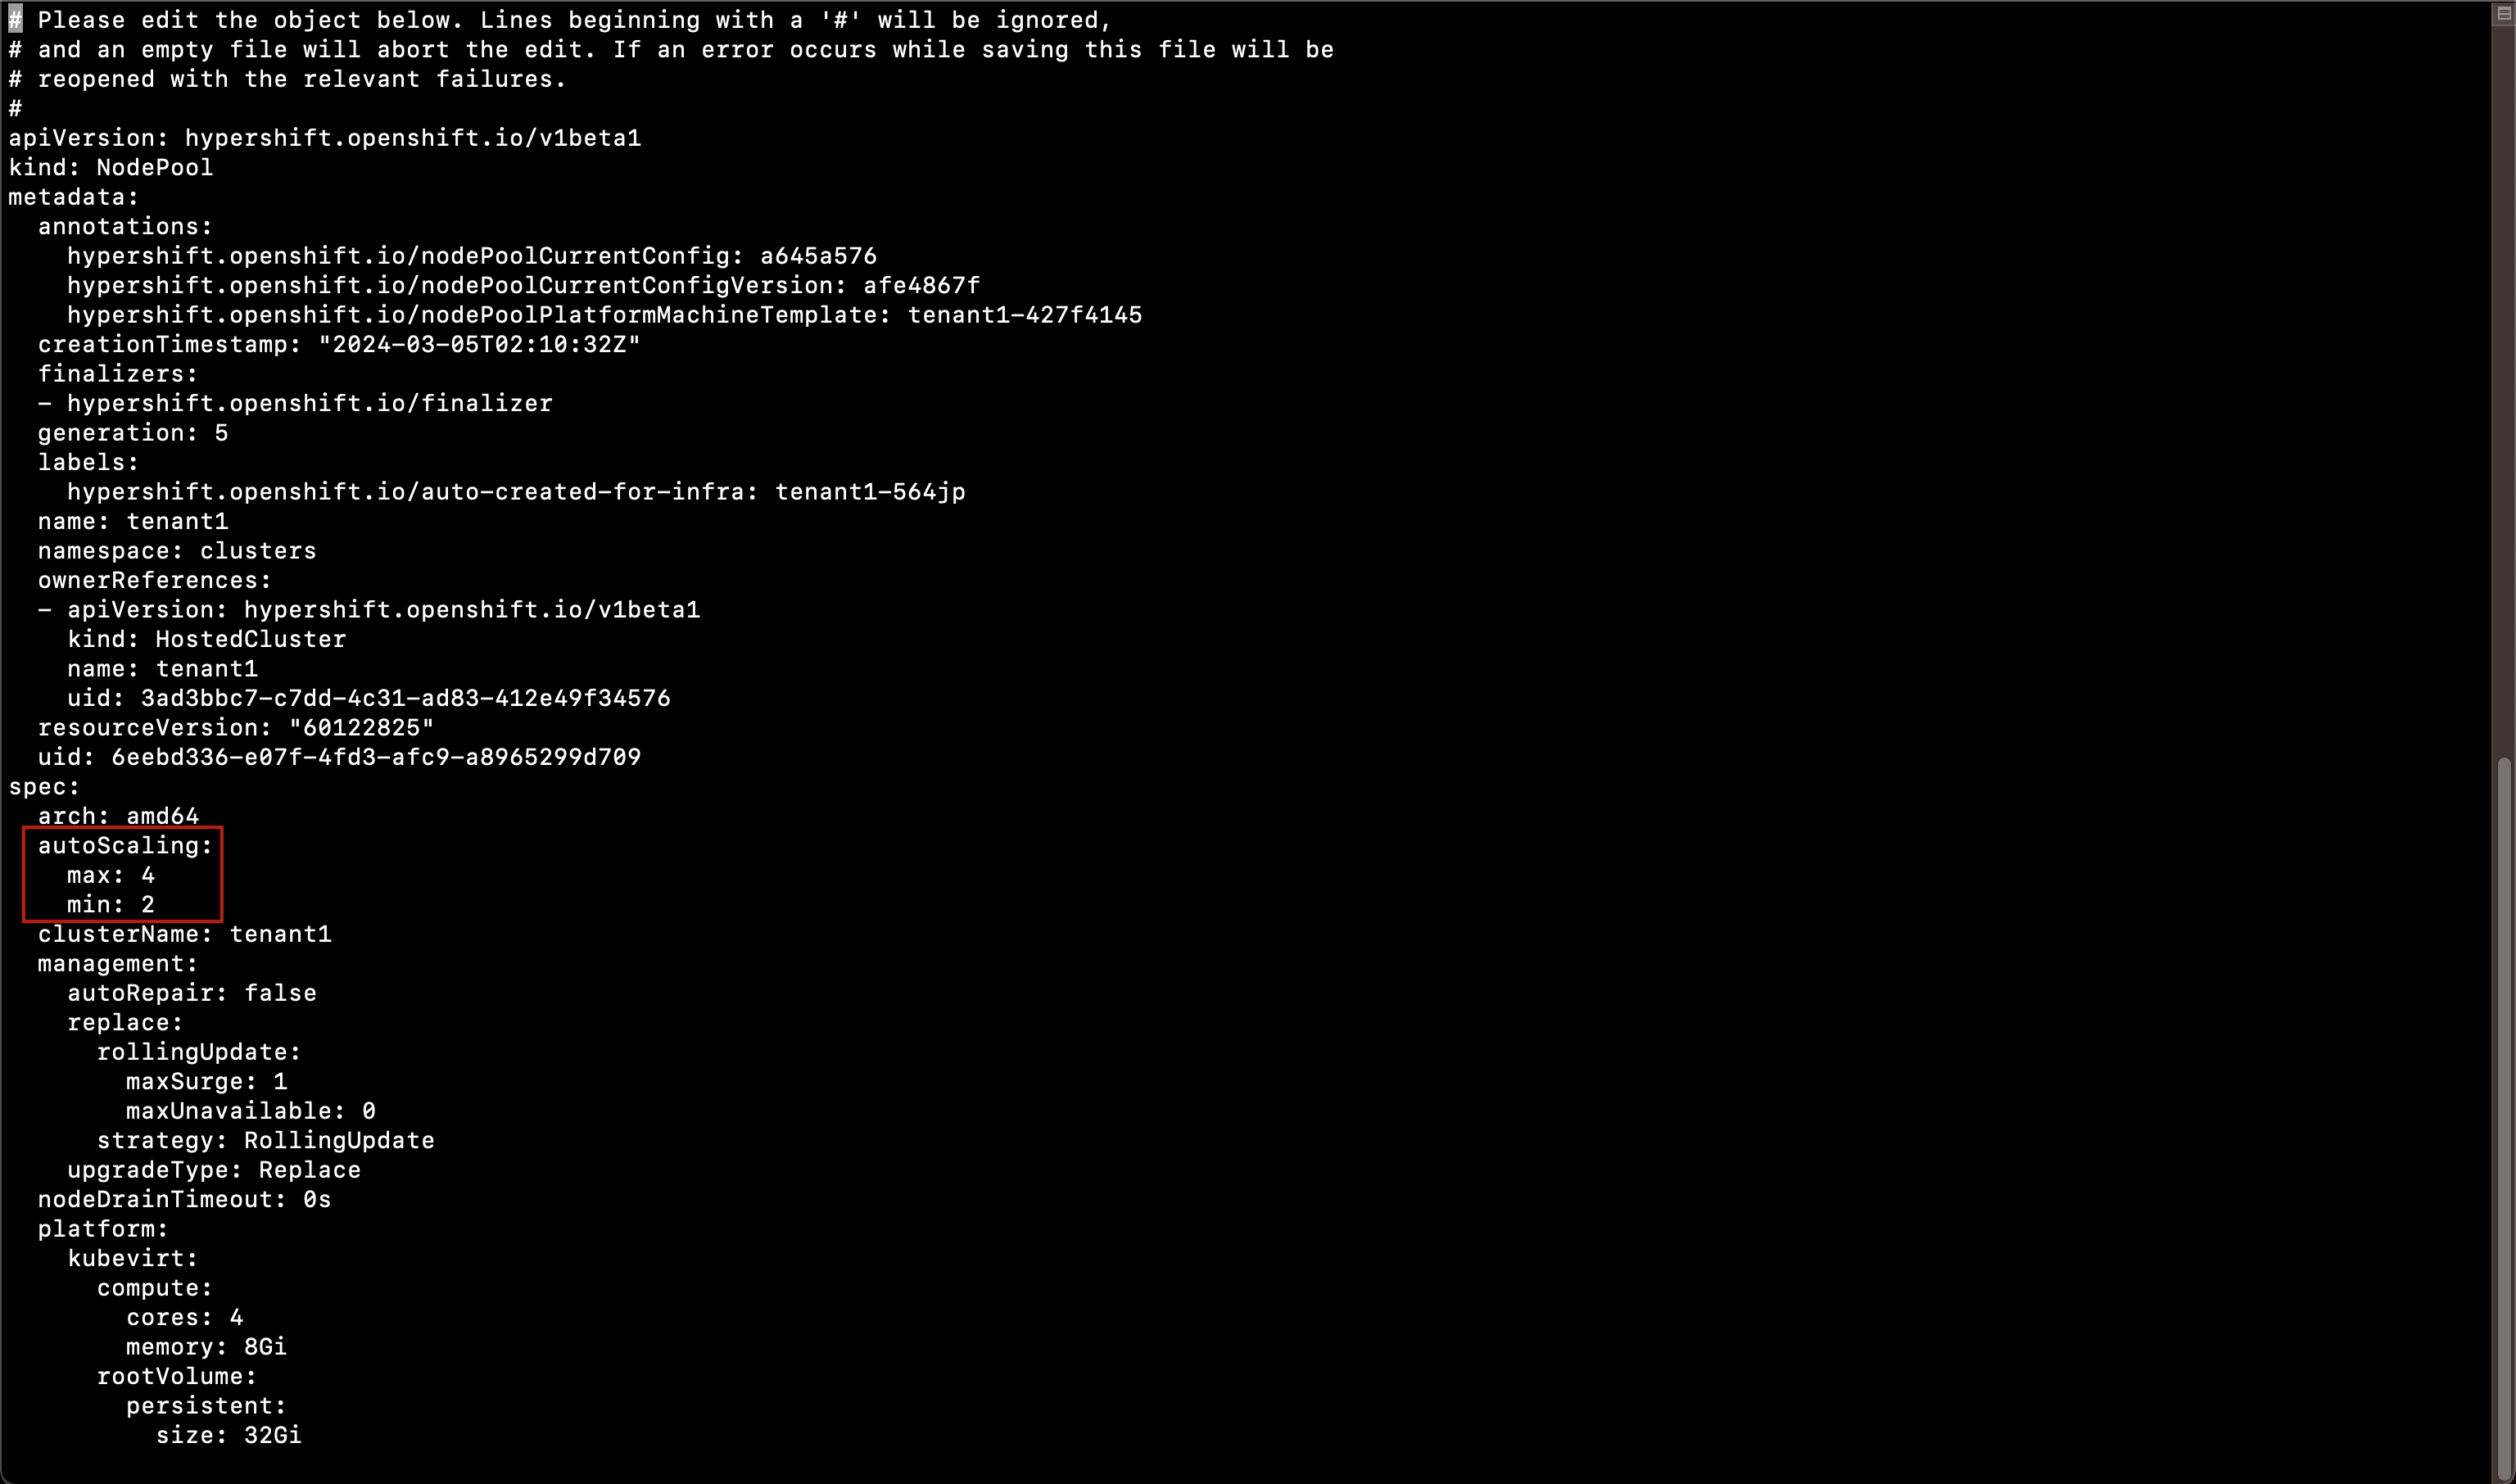 # Please edit the object below. Lines beginning with a '#' will be ignored,
# and an empty file will abort the edit. If an error occurs while saving this file will be
# reopened with the relevant failures.
#
apiVersion: hypershift.openshift.io/v1beta1
kind: NodePool
metadata:
  annotations:
    hypershift.openshift.io/nodePoolCurrentConfig: a645a576
    hypershift.openshift.io/nodePoolCurrentConfigVersion: afe4867f
    hypershift.openshift.io/nodePoolPlatformMachineTemplate: tenant1-427f4145
  creationTimestamp: "2024-03-05T02:10:32Z"
  finalizers:
  - hypershift.openshift.io/finalizer
  generation: 5
  labels:
    hypershift.openshift.io/auto-created-for-infra: tenant1-564jp
  name: tenant1
  namespace: clusters
  ownerReferences:
  - apiVersion: hypershift.openshift.io/v1beta1
    kind: HostedCluster
    name: tenant1
    uid: 3ad3bbc7-c7dd-4c31-ad83-412e49f34576
  resourceVersion: "60122825"
  uid: 6eebd336-e07f-4fd3-afc9-a8965299d709
spec:
  arch: amd64
  autoScaling:
    max: 4
    min: 2
  clusterName: tenant1
  management:
    autoRepair: false
    replace:
      rollingUpdate:
        maxSurge: 1
        maxUnavailable: 0
      strategy: RollingUpdate
    upgradeType: Replace
  nodeDrainTimeout: 0s
  platform:
    kubevirt:
      compute:
        cores: 4
        memory: 8Gi
      rootVolume:
        persistent:
          size: 32Gi